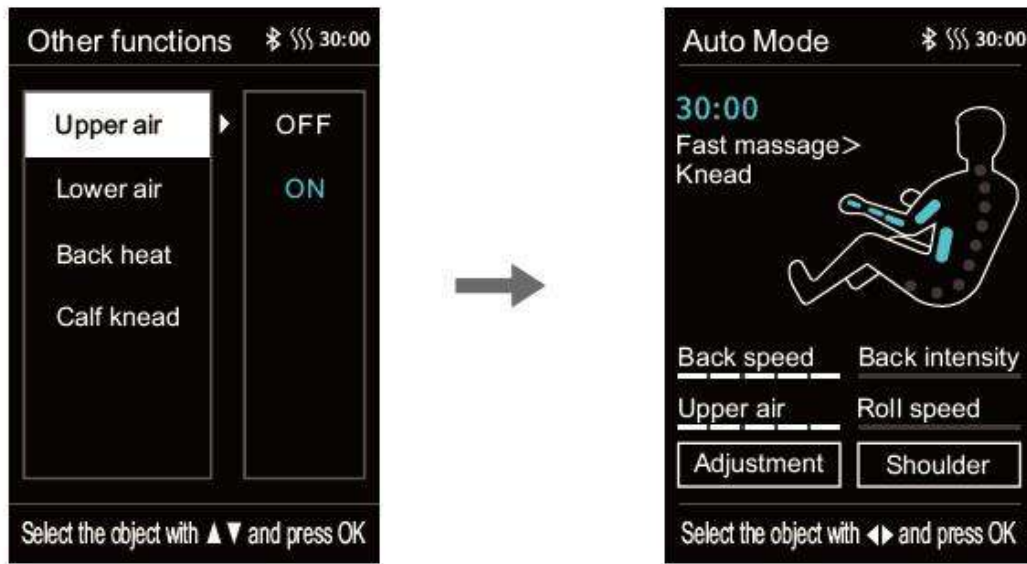 Other functions 30:00
Upper air OFF
Lower air ON
Back heat
Calf knead
Select the object with ▲▼ and press OK
Auto Mode 30:00
30:00
Fast massage>
Knead
Back speed Back intensity
Upper air Roll speed
Adjustment Shoulder
Select the object with ◀▶ and press OK